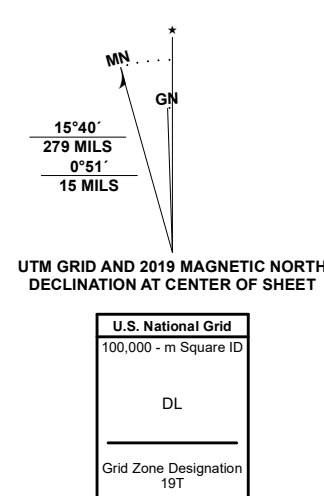 ★
MN
GN
15°40´
279 MILS
0°51´
15 MILS
UTM GRID AND 2019 MAGNETIC NORTH
DECLINATION AT CENTER OF SHEET
U.S. National Grid
100,000 - m Square ID
DL
Grid Zone Designation
19T